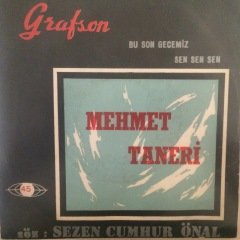 Grafson
BU SON GECEMİZ
SEN SEN SEN
MEHMET
TANERİ
45
SÖZ : SEZEN CUMHUR ÖNAL